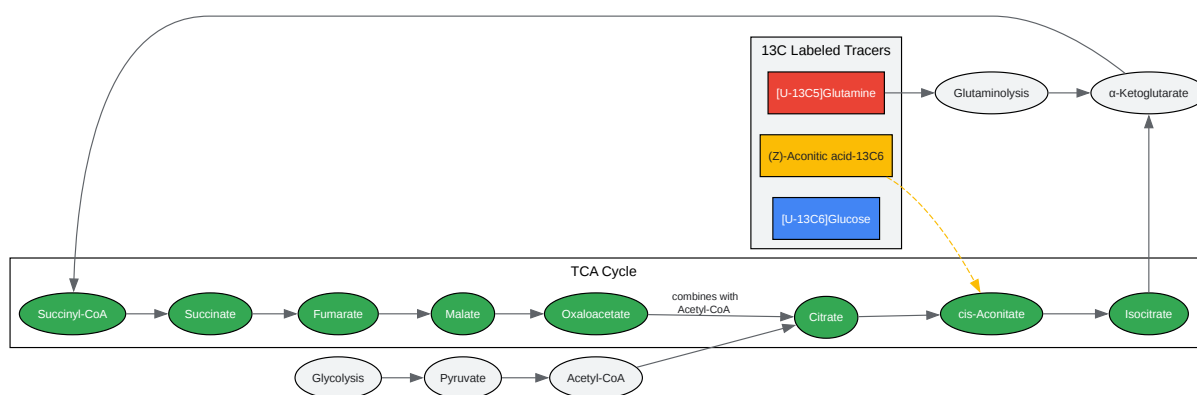 13C Labeled Tracers
[U-13C5]Glutamine
Glutaminolysis
α-Ketoglutarate
(Z)-Aconitic acid-13C6
[U-13C6]Glucose
TCA Cycle
Succinyl-CoA
Succinate
Fumarate
Malate
Oxaloacetate
combines with
Acetyl-CoA
Citrate
cis-Aconitate
Isocitrate
Glycolysis
Pyruvate
Acetyl-CoA